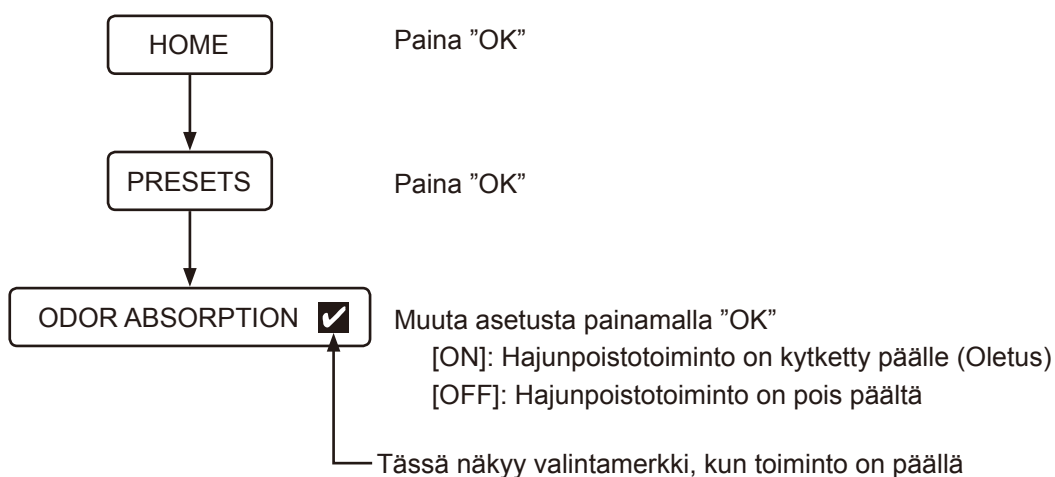 HOME
Paina ”OK”
PRESETS
Paina ”OK”
ODOR ABSORPTION ✔
Muuta asetusta painamalla ”OK”
[ON]: Hajunpoistotoiminto on kytketty päälle (Oletus)
[OFF]: Hajunpoistotoiminto on pois päältä
Tässä näkyy valintamerkki, kun toiminto on päällä